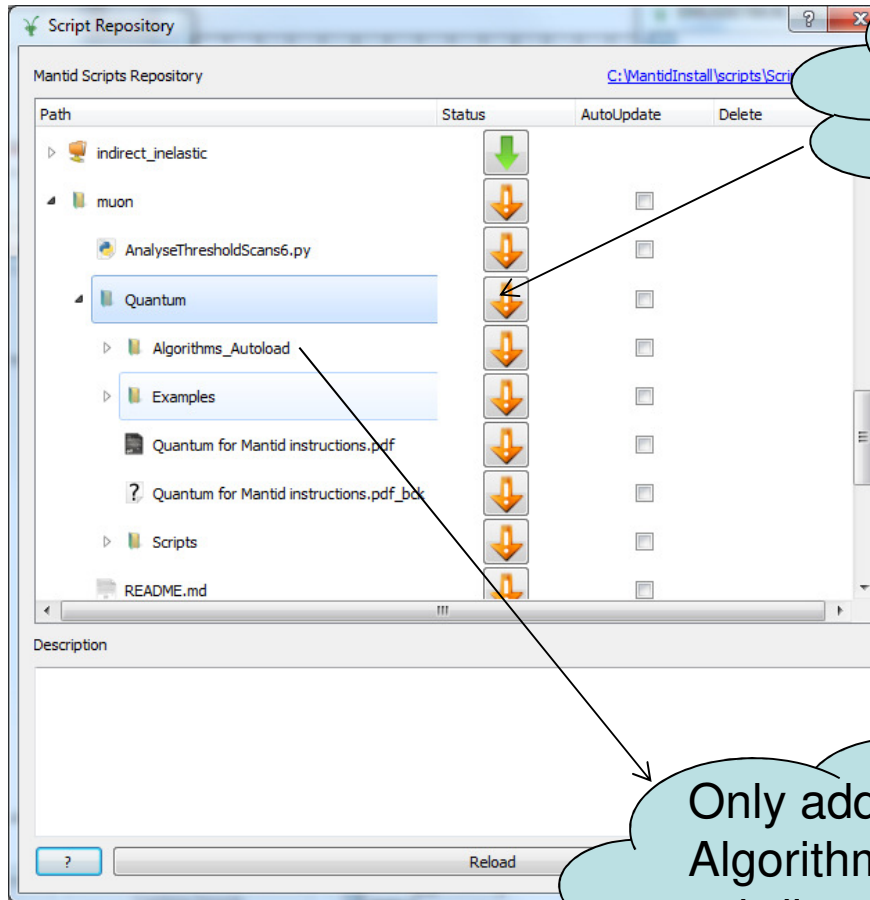 Script Repository
?
x
Mantid Scripts Repository
C:\MantidInstall\scripts\Scri
Path Status AutoUpdate Delete
indirect_inelastic
muon
AnalyseThresholdScans6.py
Quantum
Algorithms_Autoload
Examples
Quantum for Mantid instructions.pdf
? Quantum for Mantid instructions.pdf_bck
Scripts
README.md
Description
Only add
Algorithm
? Reload